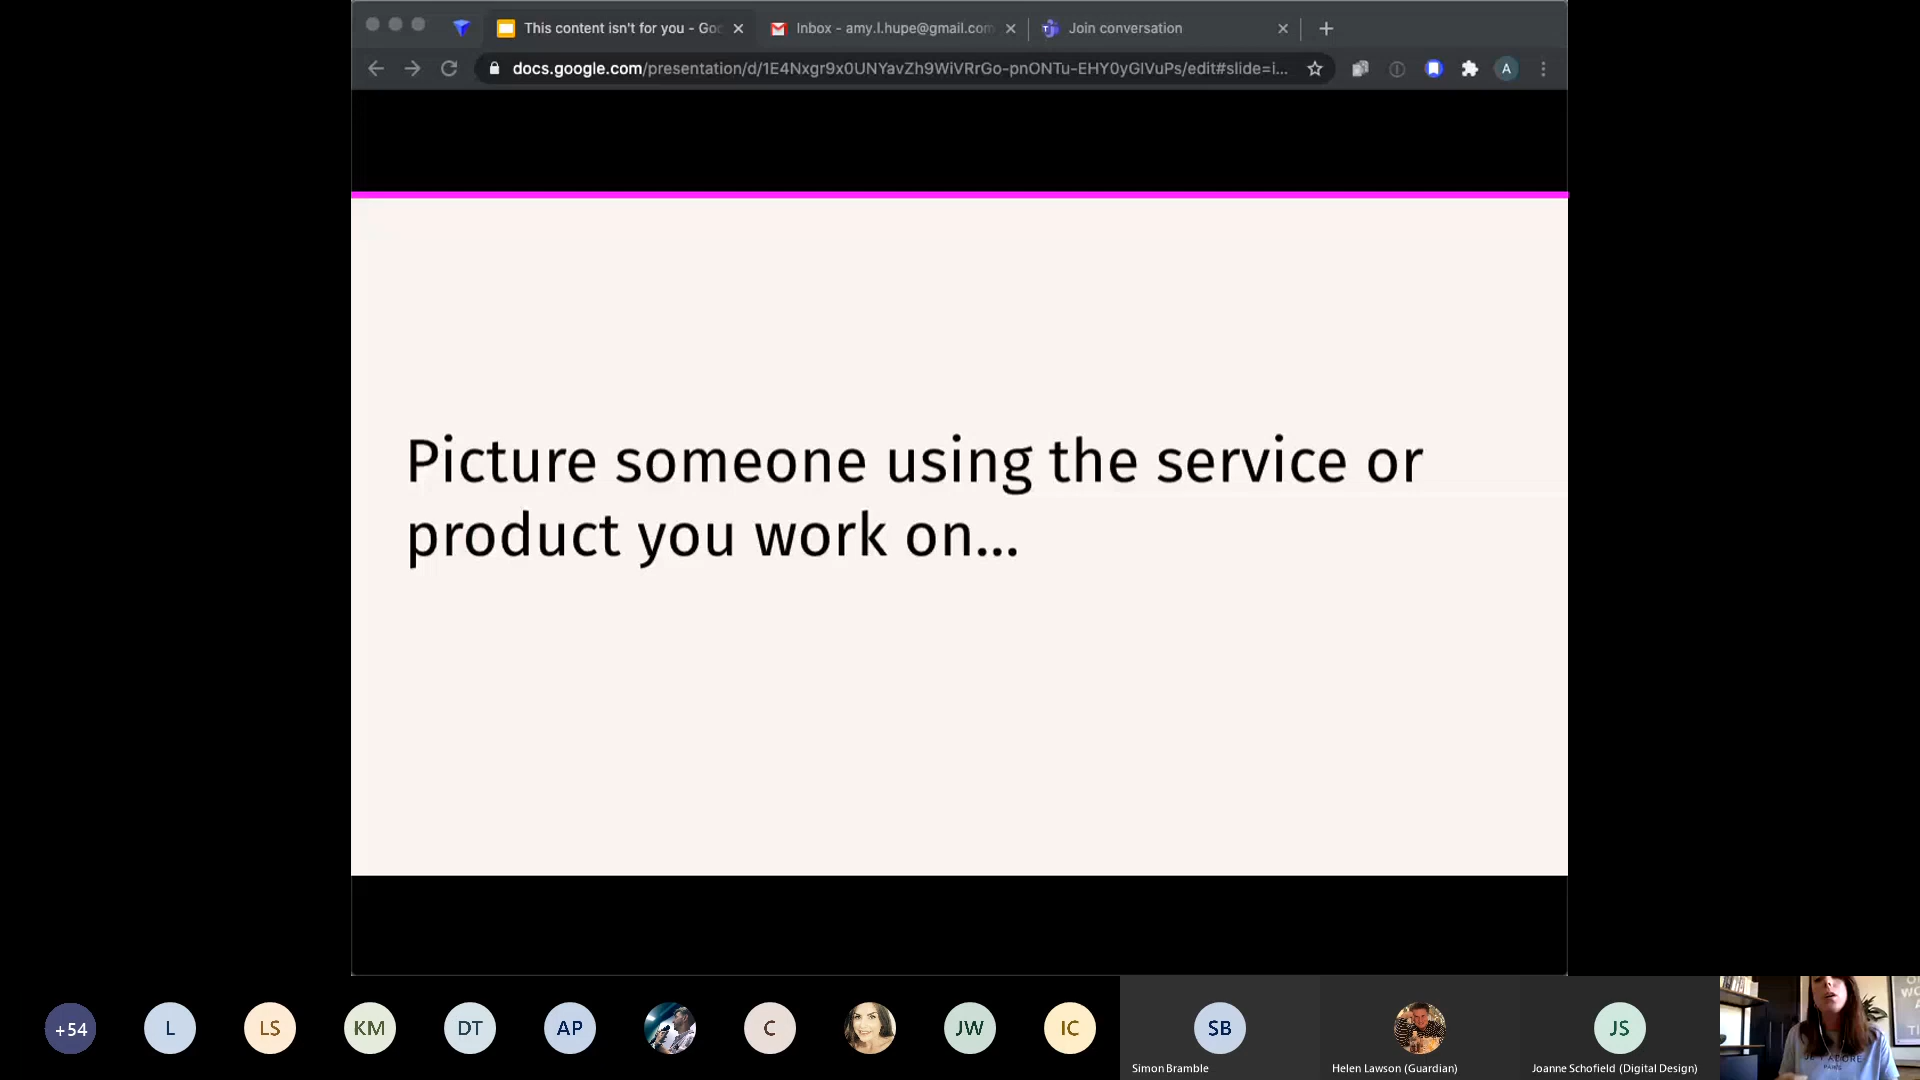 This content isn't for you - Goo
Inbox - amy.l.hupe@gmail.com
Join conversation
docs.google.com/presentation/d/1E4Nxgr9x0UNYavZh9WiVRrGo-pnONTu-EHY0yGlVuPs/edit#slide=i...
A
Picture someone using the service or
product you work on...
+54
L
LS
KM
DT
AP
C
JW
IC
SB
JS
Simon Bramble
Helen Lawson (Guardian)
Joanne Schofield (Digital Design)